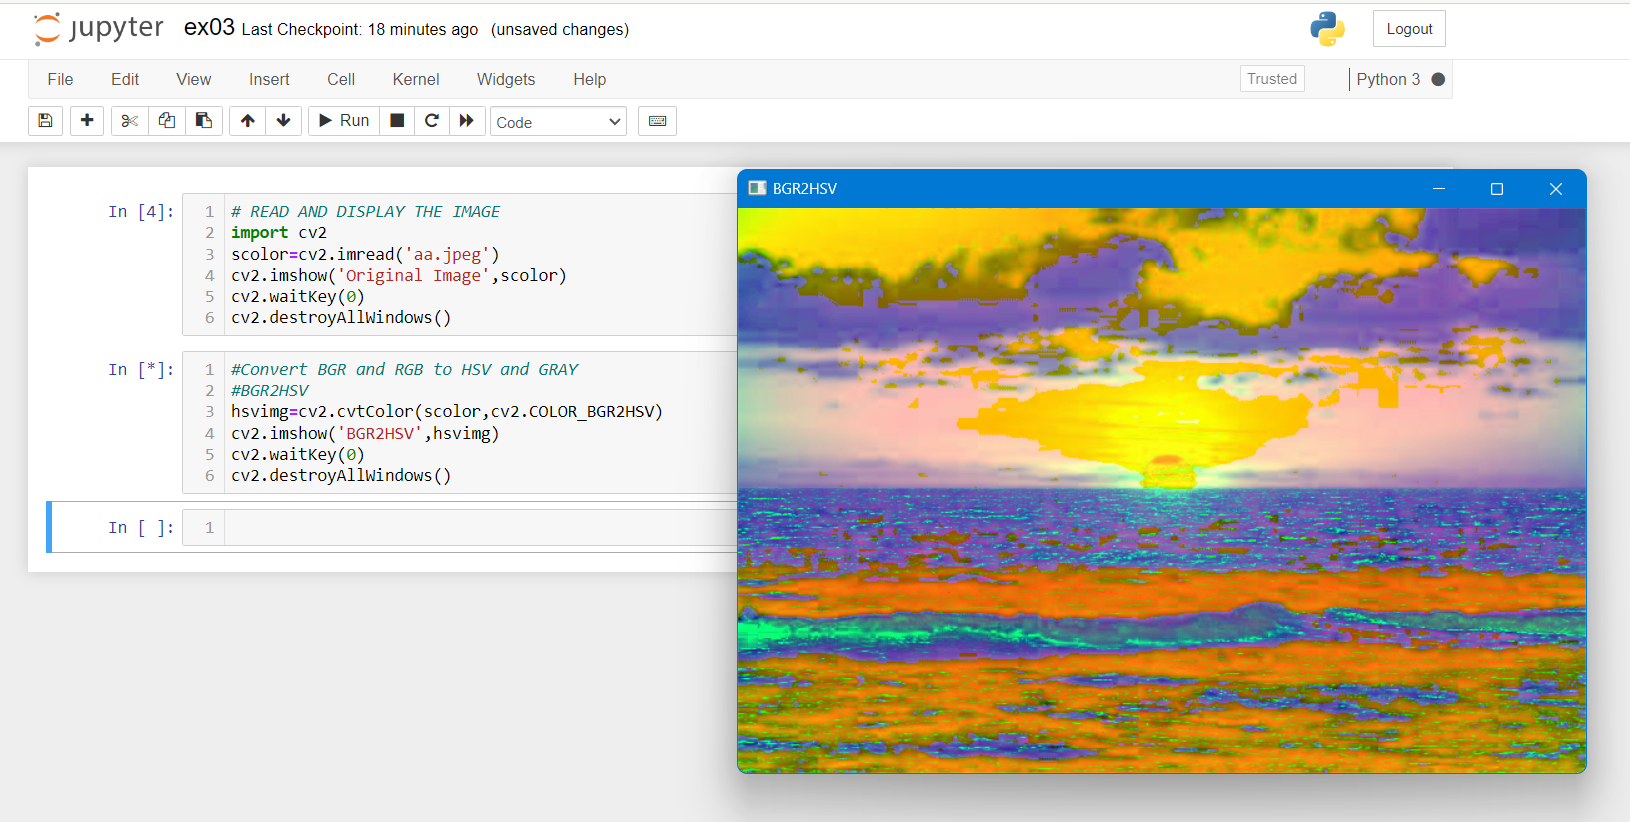 jupyter ex03 Last Checkpoint: 18 minutes ago (unsaved changes) Logout
File Edit View Insert Cell Kernel Widgets Help Trusted Python 3
Run Code
BGR2HSV
In [4]:
1 # READ AND DISPLAY THE IMAGE
2 import cv2
3 scolor=cv2.imread('aa.jpeg')
4 cv2.imshow('Original Image',scolor)
5 cv2.waitKey(0)
6 cv2.destroyAllWindows()
In [*]:
1 #Convert BGR and RGB to HSV and GRAY
2 #BGR2HSV
3 hsvimg=cv2.cvtColor(scolor,cv2.COLOR_BGR2HSV)
4 cv2.imshow('BGR2HSV',hsvimg)
5 cv2.waitKey(0)
6 cv2.destroyAllWindows()
In [ ]:
1